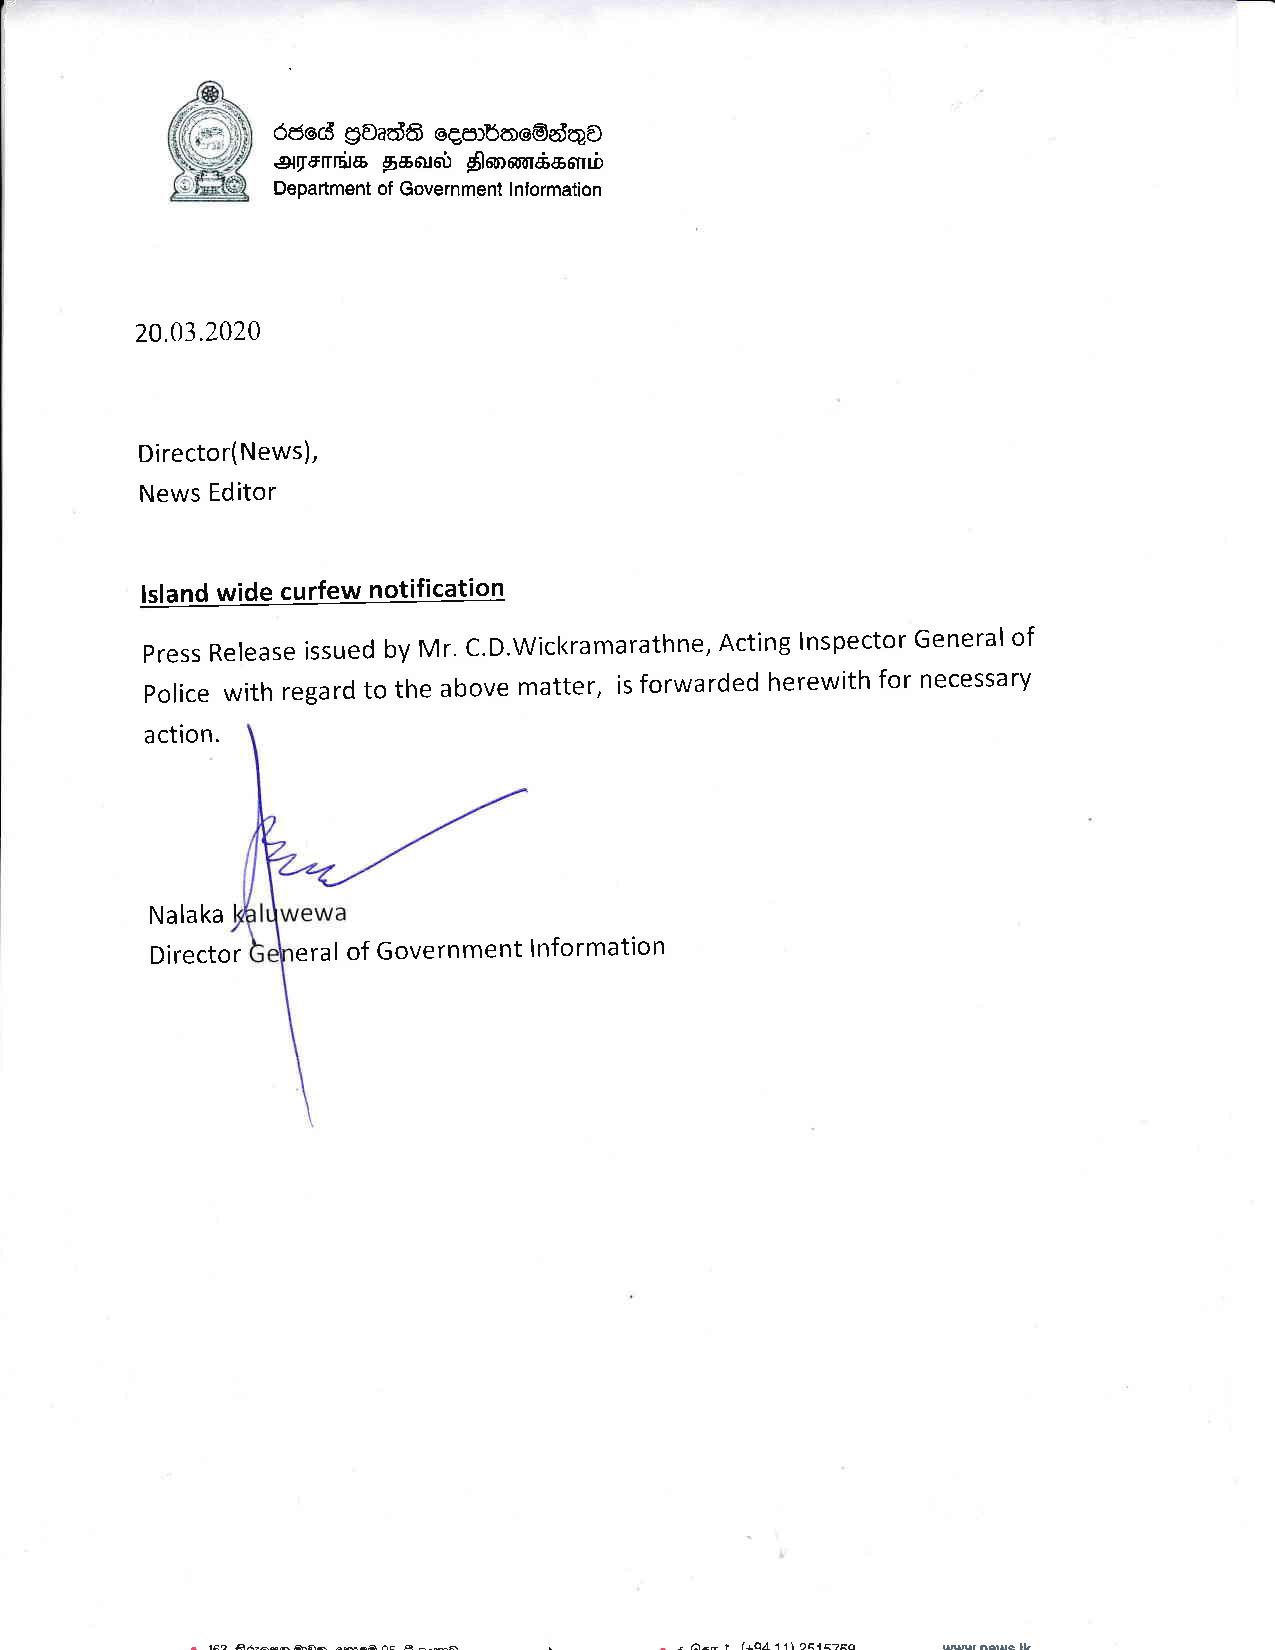 රජයේ ප්‍රවෘත්ති දෙපාර්තමේන්තුව
அரசாங்க தகவல் திணைக்களம்
Department of Government Information
20.03.2020
Director(News),
News Editor
Island wide curfew notification
Press Release issued by Mr. C.D.Wickramarathne, Acting Inspector General of
Police with regard to the above matter, is forwarded herewith for necessary
action.
Nalaka kaluwewa
Director General of Government Information
163 (+94 11) 2515759 www.news.lk